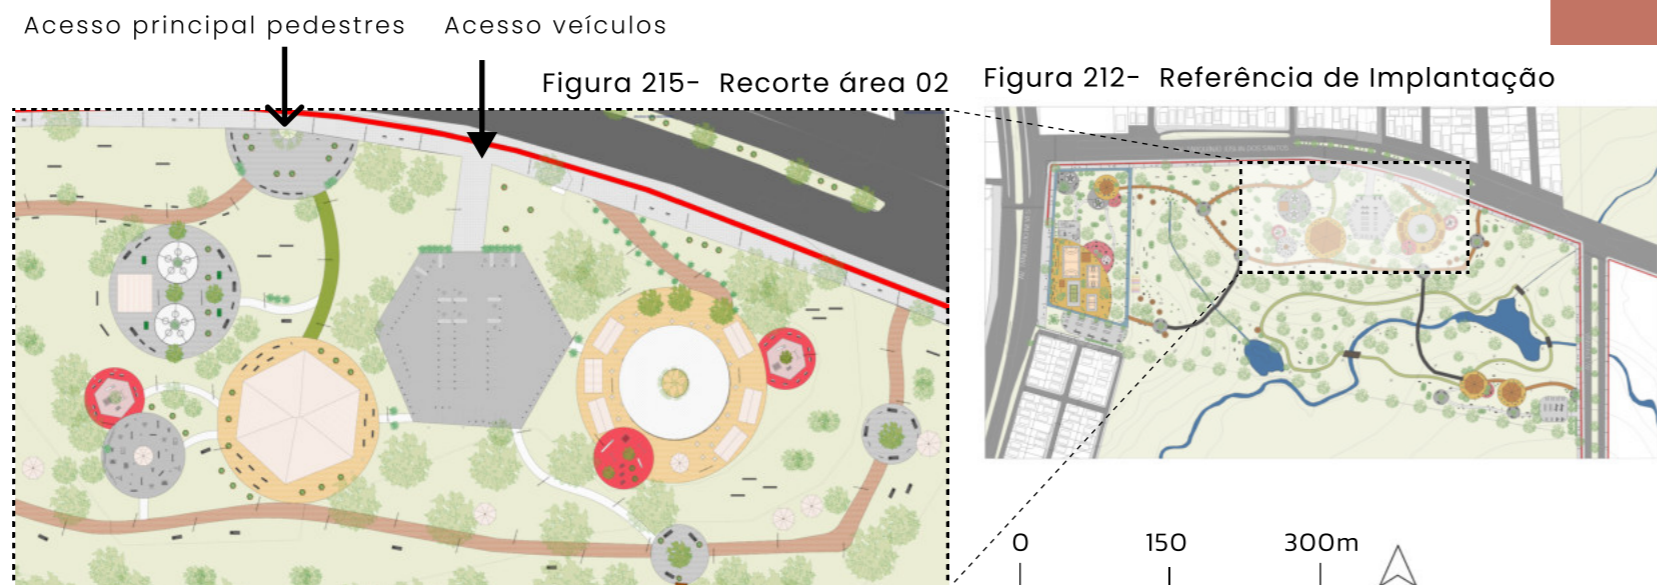 Acesso principal pedestres
Acesso veículos
Figura 215- Recorte área 02
Figura 212- Referência de Implantação
0
150
300m